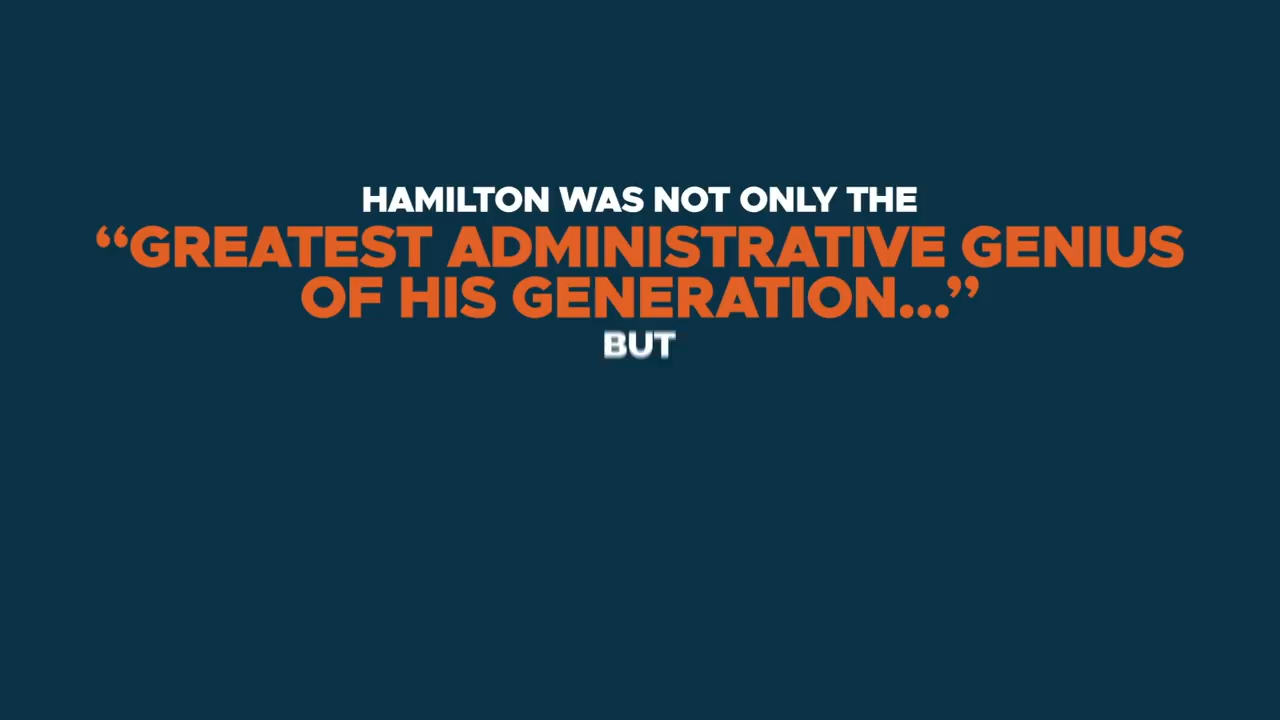 HAMILTON WAS NOT ONLY THE
“GREATEST ADMINISTRATIVE GENIUS
OF HIS GENERATION...”
BUT